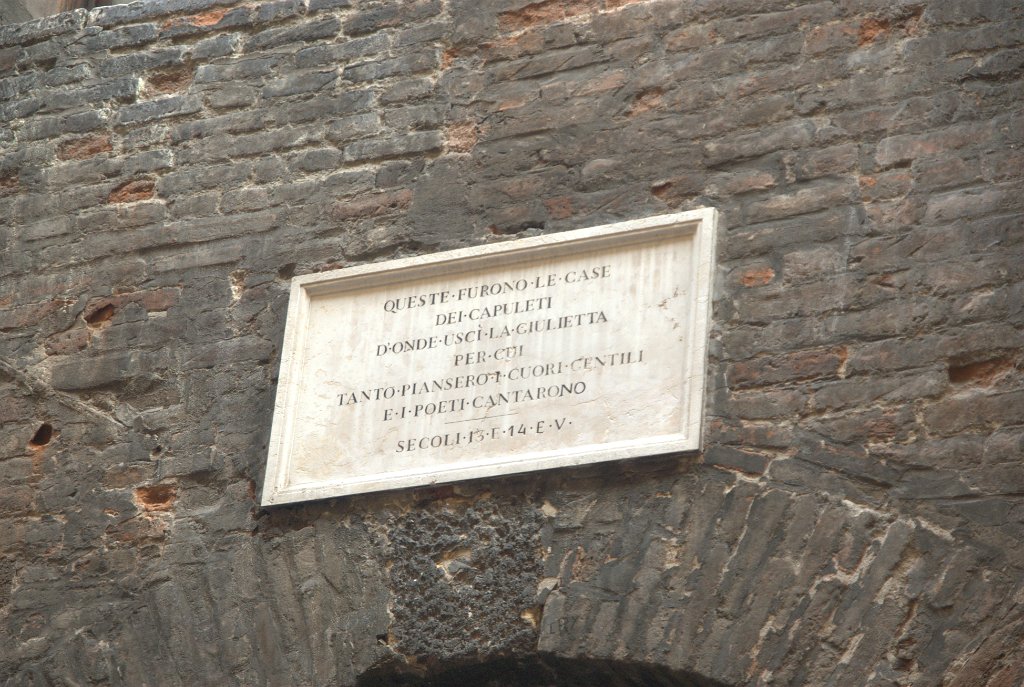 QUESTE·FURONO·LE·CASE
DEI·CAPULETI
D'ONDE·USCÌ·LA·GIULIETTA
PER·CUI
TANTO·PIANSERO·I·CUORI·GENTILI
E·I·POETI·CANTARONO
SECOLI·13·E·14·E·V·